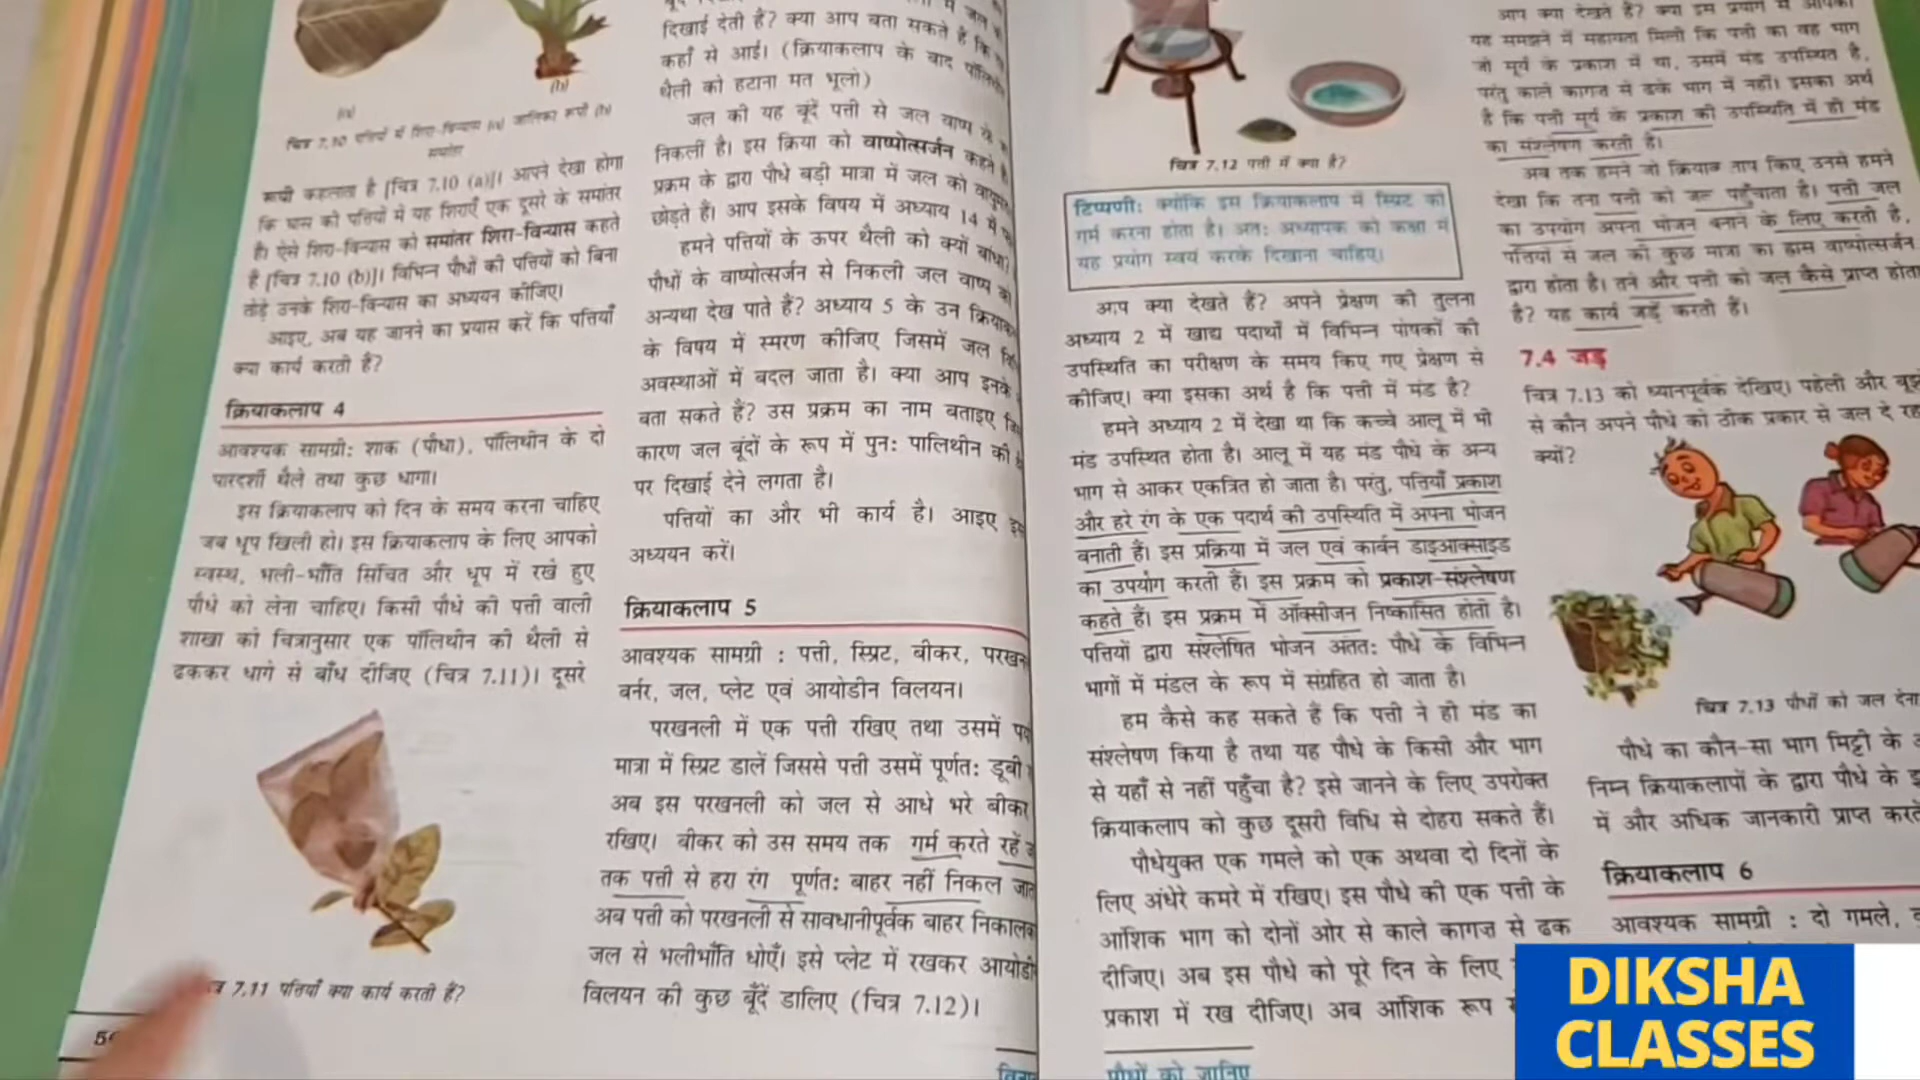 दिखाई देती है? क्या आप बता सकते हैं कि
कहाँ से आई। (क्रियाकलाप के बाद
थैली को हटाना मत भूलो)
जल की यह बूंदें पत्ती से जल वाष्प
निकलीं है। इस क्रिया को वाष्पोत्सर्जन कहते
प्रक्रम के द्वारा पौधे बड़ी मात्रा में जल को
छोड़ते हैं। आप इसके विषय में अध्याय 14 में
हमने पत्तियों के ऊपर थैली को क्यों बांधा?
पौधों के वाष्पोत्सर्जन से निकली जल वाष्प को
अन्यथा देख पाते हैं? अध्याय 5 के उन
के विषय में स्मरण कीजिए जिसमें जल
अवस्थाओं में बदल जाता है। क्या आप इनके
बता सकते हैं? उस प्रक्रम का नाम बताइए
कारण जल बूंदों के रूप में पुन: पालिथीन की
पर दिखाई देने लगता है।
पत्तियों का और भी कार्य है। आइए
अध्ययन करें।
क्रियाकलाप 5
आवश्यक सामग्री : पत्ती, स्प्रिट, बीकर,
बर्नर, जल, प्लेट एवं आयोडीन विलयन।
परखनली में एक पत्ती रखिए तथा उसमें
मात्रा में स्प्रिट डालें जिससे पत्ती उसमें पूर्णत: डूबी
अब इस परखनली को जल से आधे भरे बीकर
रखिए। बीकर को उस समय तक गर्म करते रहें
तक पत्ती से हरा रंग पूर्णत: बाहर नहीं निकल
अब पत्ती को परखनली से सावधानीपूर्वक बाहर
जल से भलीभाँति धोएँ। इसे प्लेट में रखकर
विलयन की कुछ बूँदें डालिए (चित्र 7.12)।
(a)
(b)
चित्र 7.10 पत्तियों में शिरा-विन्यास (a) जालिका रूपी (b)
समांतर
रूपी कहलाता है [चित्र 7.10 (a)]। आपने देखा होगा
कि घास की पत्तियों में यह शिराएँ एक दूसरे के समांतर
हैं। ऐसे शिरा-विन्यास को समांतर शिरा-विन्यास कहते
हैं [चित्र 7.10 (b)]। विभिन्न पौधों की पत्तियों को बिना
तोड़े उनके शिरा-विन्यास का अध्ययन कीजिए।
आइए, अब यह जानने का प्रयास करें कि पत्तियाँ
क्या कार्य करती हैं?
क्रियाकलाप 4
आवश्यक सामग्री: शाक (पौधा), पॉलिथीन के दो
पारदर्शी थैले तथा कुछ धागा।
इस क्रियाकलाप को दिन के समय करना चाहिए
जब धूप खिली हो। इस क्रियाकलाप के लिए आपको
स्वस्थ, भली-भाँति सिंचित और धूप में रखे हुए
पौधे को लेना चाहिए। किसी पौधे की पत्ती वाली
शाखा को चित्रानुसार एक पॉलिथीन की थैली से
ढककर धागे से बाँध दीजिए (चित्र 7.11)। दूसरे
7.11 पत्तियाँ क्या कार्य करती हैं?
चित्र 7.12 पत्ती में क्या है?
टिप्पणी: क्योंकि इस क्रियाकलाप में स्प्रिट को
गर्म करना होता है। अत: अध्यापक को कक्षा में
यह प्रयोग स्वयं करके दिखाना चाहिए।
आप क्या देखते हैं? अपने प्रेक्षण की तुलना
अध्याय 2 में खाद्य पदार्थों में विभिन्न पोषकों की
उपस्थिति का परीक्षण के समय किए गए प्रेक्षण से
कीजिए। क्या इसका अर्थ है कि पत्ती में मंड है?
हमने अध्याय 2 में देखा था कि कच्चे आलू में भी
मंड उपस्थित होता है। आलू में यह मंड पौधे के अन्य
भाग से आकर एकत्रित हो जाता है। परंतु, पत्तियाँ प्रकाश
और हरे रंग के एक पदार्थ की उपस्थिति में अपना भोजन
बनाती हैं। इस प्रक्रिया में जल एवं कार्बन डाइआक्साइड
का उपयोग करती हैं। इस प्रक्रम को प्रकाश-संश्लेषण
कहते हैं। इस प्रक्रम में ऑक्सीजन निष्कासित होती है।
पत्तियों द्वारा संश्लेषित भोजन अंतत: पौधे के विभिन्न
भागों में मंडल के रूप में संग्रहित हो जाता है।
हम कैसे कह सकते हैं कि पत्ती ने ही मंड का
संश्लेषण किया है तथा यह पौधे के किसी और भाग
से यहाँ से नहीं पहुँचा है? इसे जानने के लिए उपरोक्त
क्रियाकलाप को कुछ दूसरी विधि से दोहरा सकते हैं।
पौधेयुक्त एक गमले को एक अथवा दो दिनों के
लिए अंधेरे कमरे में रखिए। इस पौधे की एक पत्ती के
आंशिक भाग को दोनों ओर से काले कागज से ढक
दीजिए। अब इस पौधे को पूरे दिन के लिए
प्रकाश में रख दीजिए। अब आंशिक रूप
पौधों को जानिए
आप क्या देखते हैं? क्या इस प्रयोग से आपको
यह समझने में सहायता मिली कि पत्ती का वह भाग
जो सूर्य के प्रकाश में था, उसमें मंड उपस्थित है,
परंतु काले कागज से ढके भाग में नहीं। इसका अर्थ
है कि पत्ती सूर्य के प्रकाश की उपस्थिति में ही मंड
का संश्लेषण करती है।
अब तक हमने जो उनसे हमने
देखा कि तना पत्ती को जल पहुँचाता है। पत्ती जल
का उपयोग अपना भोजन बनाने के लिए करती है,
पत्तियों से जल की कुछ मात्रा का ह्रास वाष्पोत्सर्जन
द्वारा होता है। तने और पत्ती को जल कैसे प्राप्त होता
है? यह कार्य जड़ें करती हैं।
7.4 जड़
चित्र 7.13 को ध्यानपूर्वक देखिए। पहेली और
से कौन अपने पौधे को ठीक प्रकार से जल दे
क्यों?
चित्र 7.13 पौधों को जल देना
पौधे का कौन-सा भाग मिट्टी के
निम्न क्रियाकलापों के द्वारा पौधे के
में और अधिक जानकारी प्राप्त
क्रियाकलाप 6
आवश्यक सामग्री : दो गमले,
DIKSHA
CLASSES